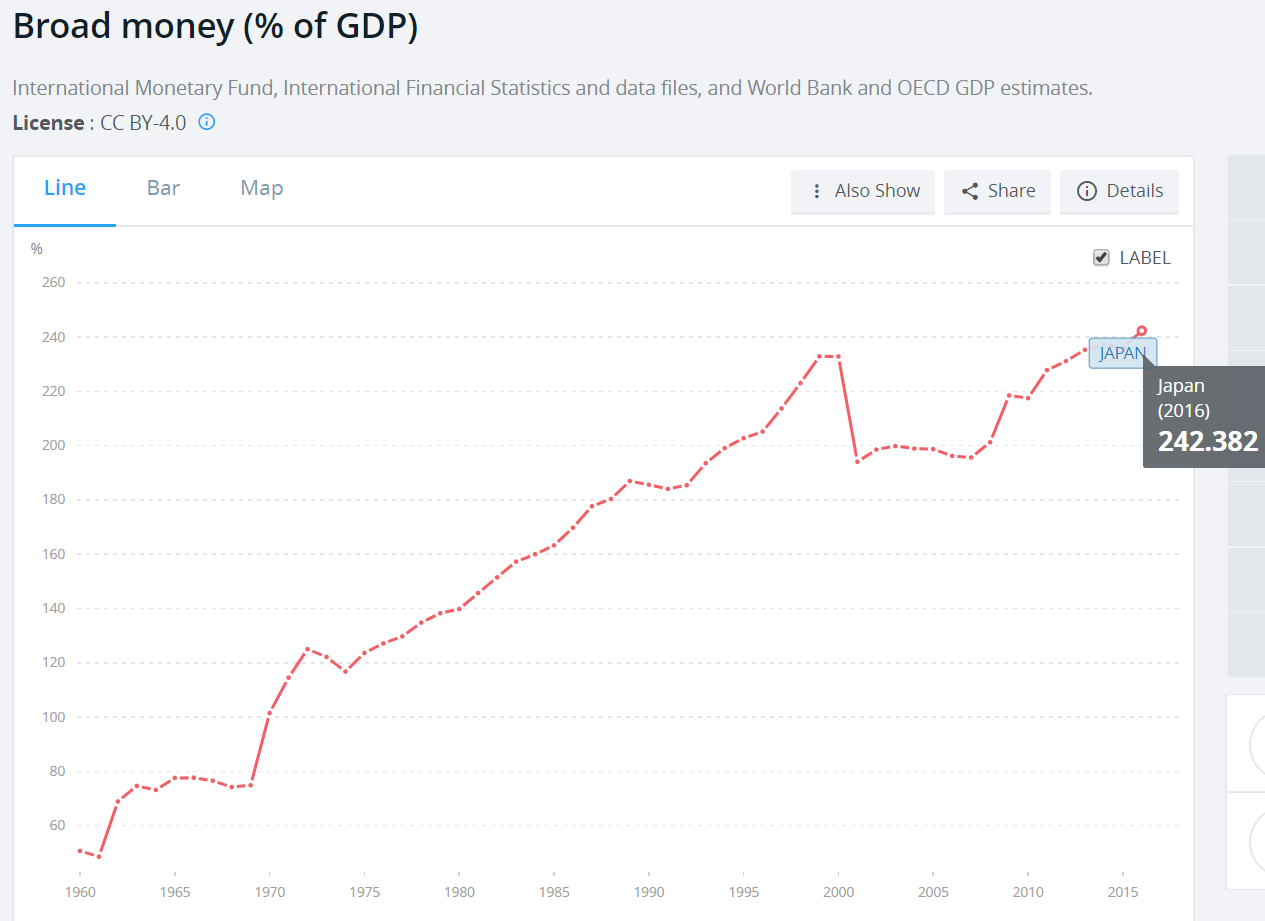 Broad money (% of GDP)
International Monetary Fund, International Financial Statistics and data files, and World Bank and OECD GDP estimates.
License : CC BY-4.0
Line Bar Map Also Show Share Details
%
LABEL
260
240
220
200
180
160
140
120
100
80
60
JAPAN
Japan
(2016)
242.382
1960 1965 1970 1975 1980 1985 1990 1995 2000 2005 2010 2015